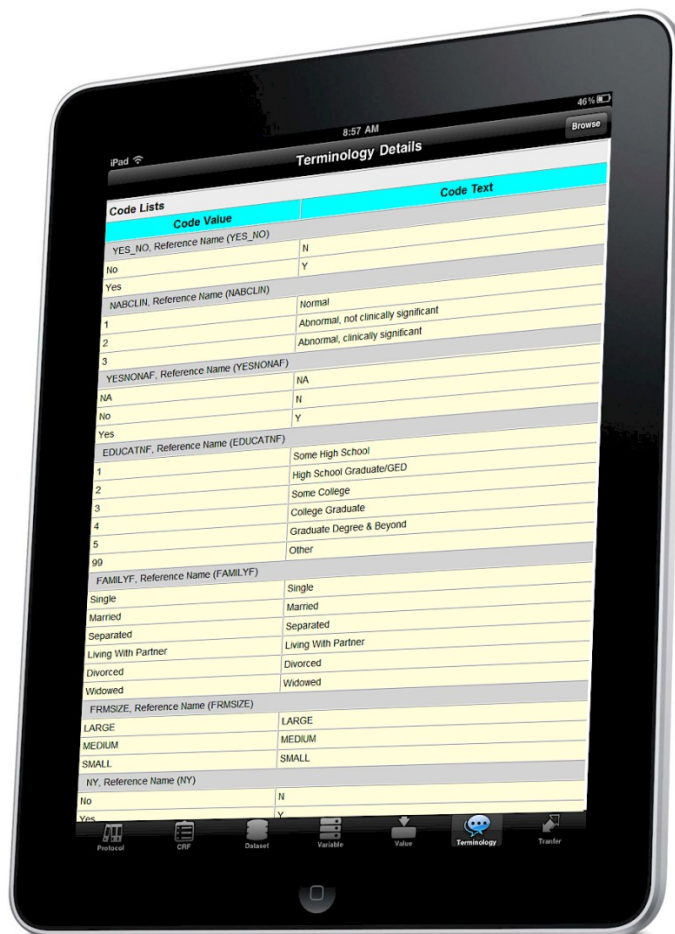 iPad
8:57 AM
46%
Terminology Details
Browse
Code Lists
Code Value Code Text
YES_NO, Reference Name (YES_NO)
No N
Yes Y
NABCLIN, Reference Name (NABCLIN)
1 Normal
2 Abnormal, not clinically significant
3 Abnormal, clinically significant
YESNONAF, Reference Name (YESNONAF)
NA NA
No N
Yes Y
EDUCATNF, Reference Name (EDUCATNF)
1 Some High School
2 High School Graduate/GED
3 Some College
4 College Graduate
5 Graduate Degree & Beyond
99 Other
FAMILYF, Reference Name (FAMILYF)
Single Single
Married Married
Separated Separated
Living With Partner Living With Partner
Divorced Divorced
Widowed Widowed
FRMSIZE, Reference Name (FRMSIZE)
LARGE LARGE
MEDIUM MEDIUM
SMALL SMALL
NY, Reference Name (NY)
No N
Yes Y
Protocol CRF Dataset Variable Value Terminology Tranfer